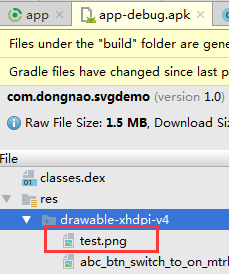 app
app-debug.apk
Files under the "build" folder are gene
Gradle files have changed since last p
com.dongnao.svgdemo (version 1.0)
Raw File Size: 1.5 MB, Download Siz
File
classes.dex
res
drawable-xhdpi-v4
test.png
abc_btn_switch_to_on_mtrl